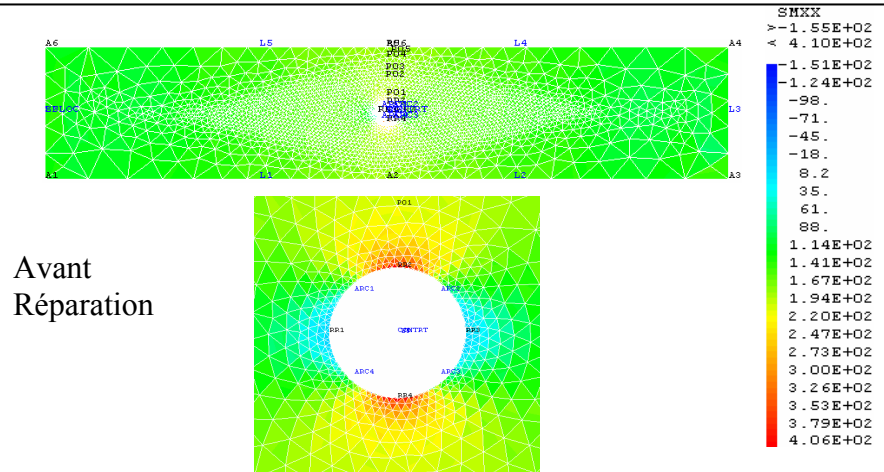 SMXX
>-1.55E+02
< 4.10E+02
-1.51E+02
-1.24E+02
-98.
-71.
-45.
-18.
8.2
35.
61.
88.
1.14E+02
1.41E+02
1.67E+02
1.94E+02
2.20E+02
2.47E+02
2.73E+02
3.00E+02
3.26E+02
3.53E+02
3.79E+02
4.06E+02
A6
L5
L4
A4
PO4
PO3
PO2
PO1
L3
A1
L1
A2
L2
A3
PO1
ARC1
ARC2
RR1
RR3
ARC4
ARC3
RR4
Avant
Réparation